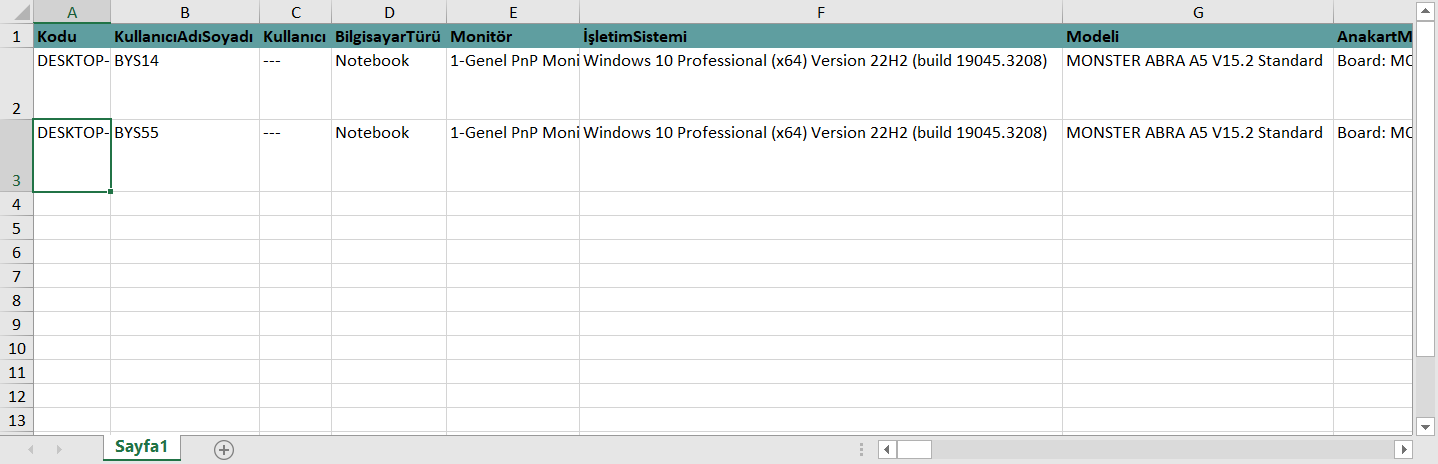 A B C D E F G
1 Kodu KullanıcıAdıSoyadı Kullanıcı BilgisayarTürü Monitör İşletimSistemi Modeli AnakartM
2 DESKTOP- BYS14 --- Notebook 1-Genel PnP Moni Windows 10 Professional (x64) Version 22H2 (build 19045.3208) MONSTER ABRA A5 V15.2 Standard Board: MO
3 DESKTOP- BYS55 --- Notebook 1-Genel PnP Moni Windows 10 Professional (x64) Version 22H2 (build 19045.3208) MONSTER ABRA A5 V15.2 Standard Board: MO
4
5
6
7
8
9
10
11
12
13
Sayfa1